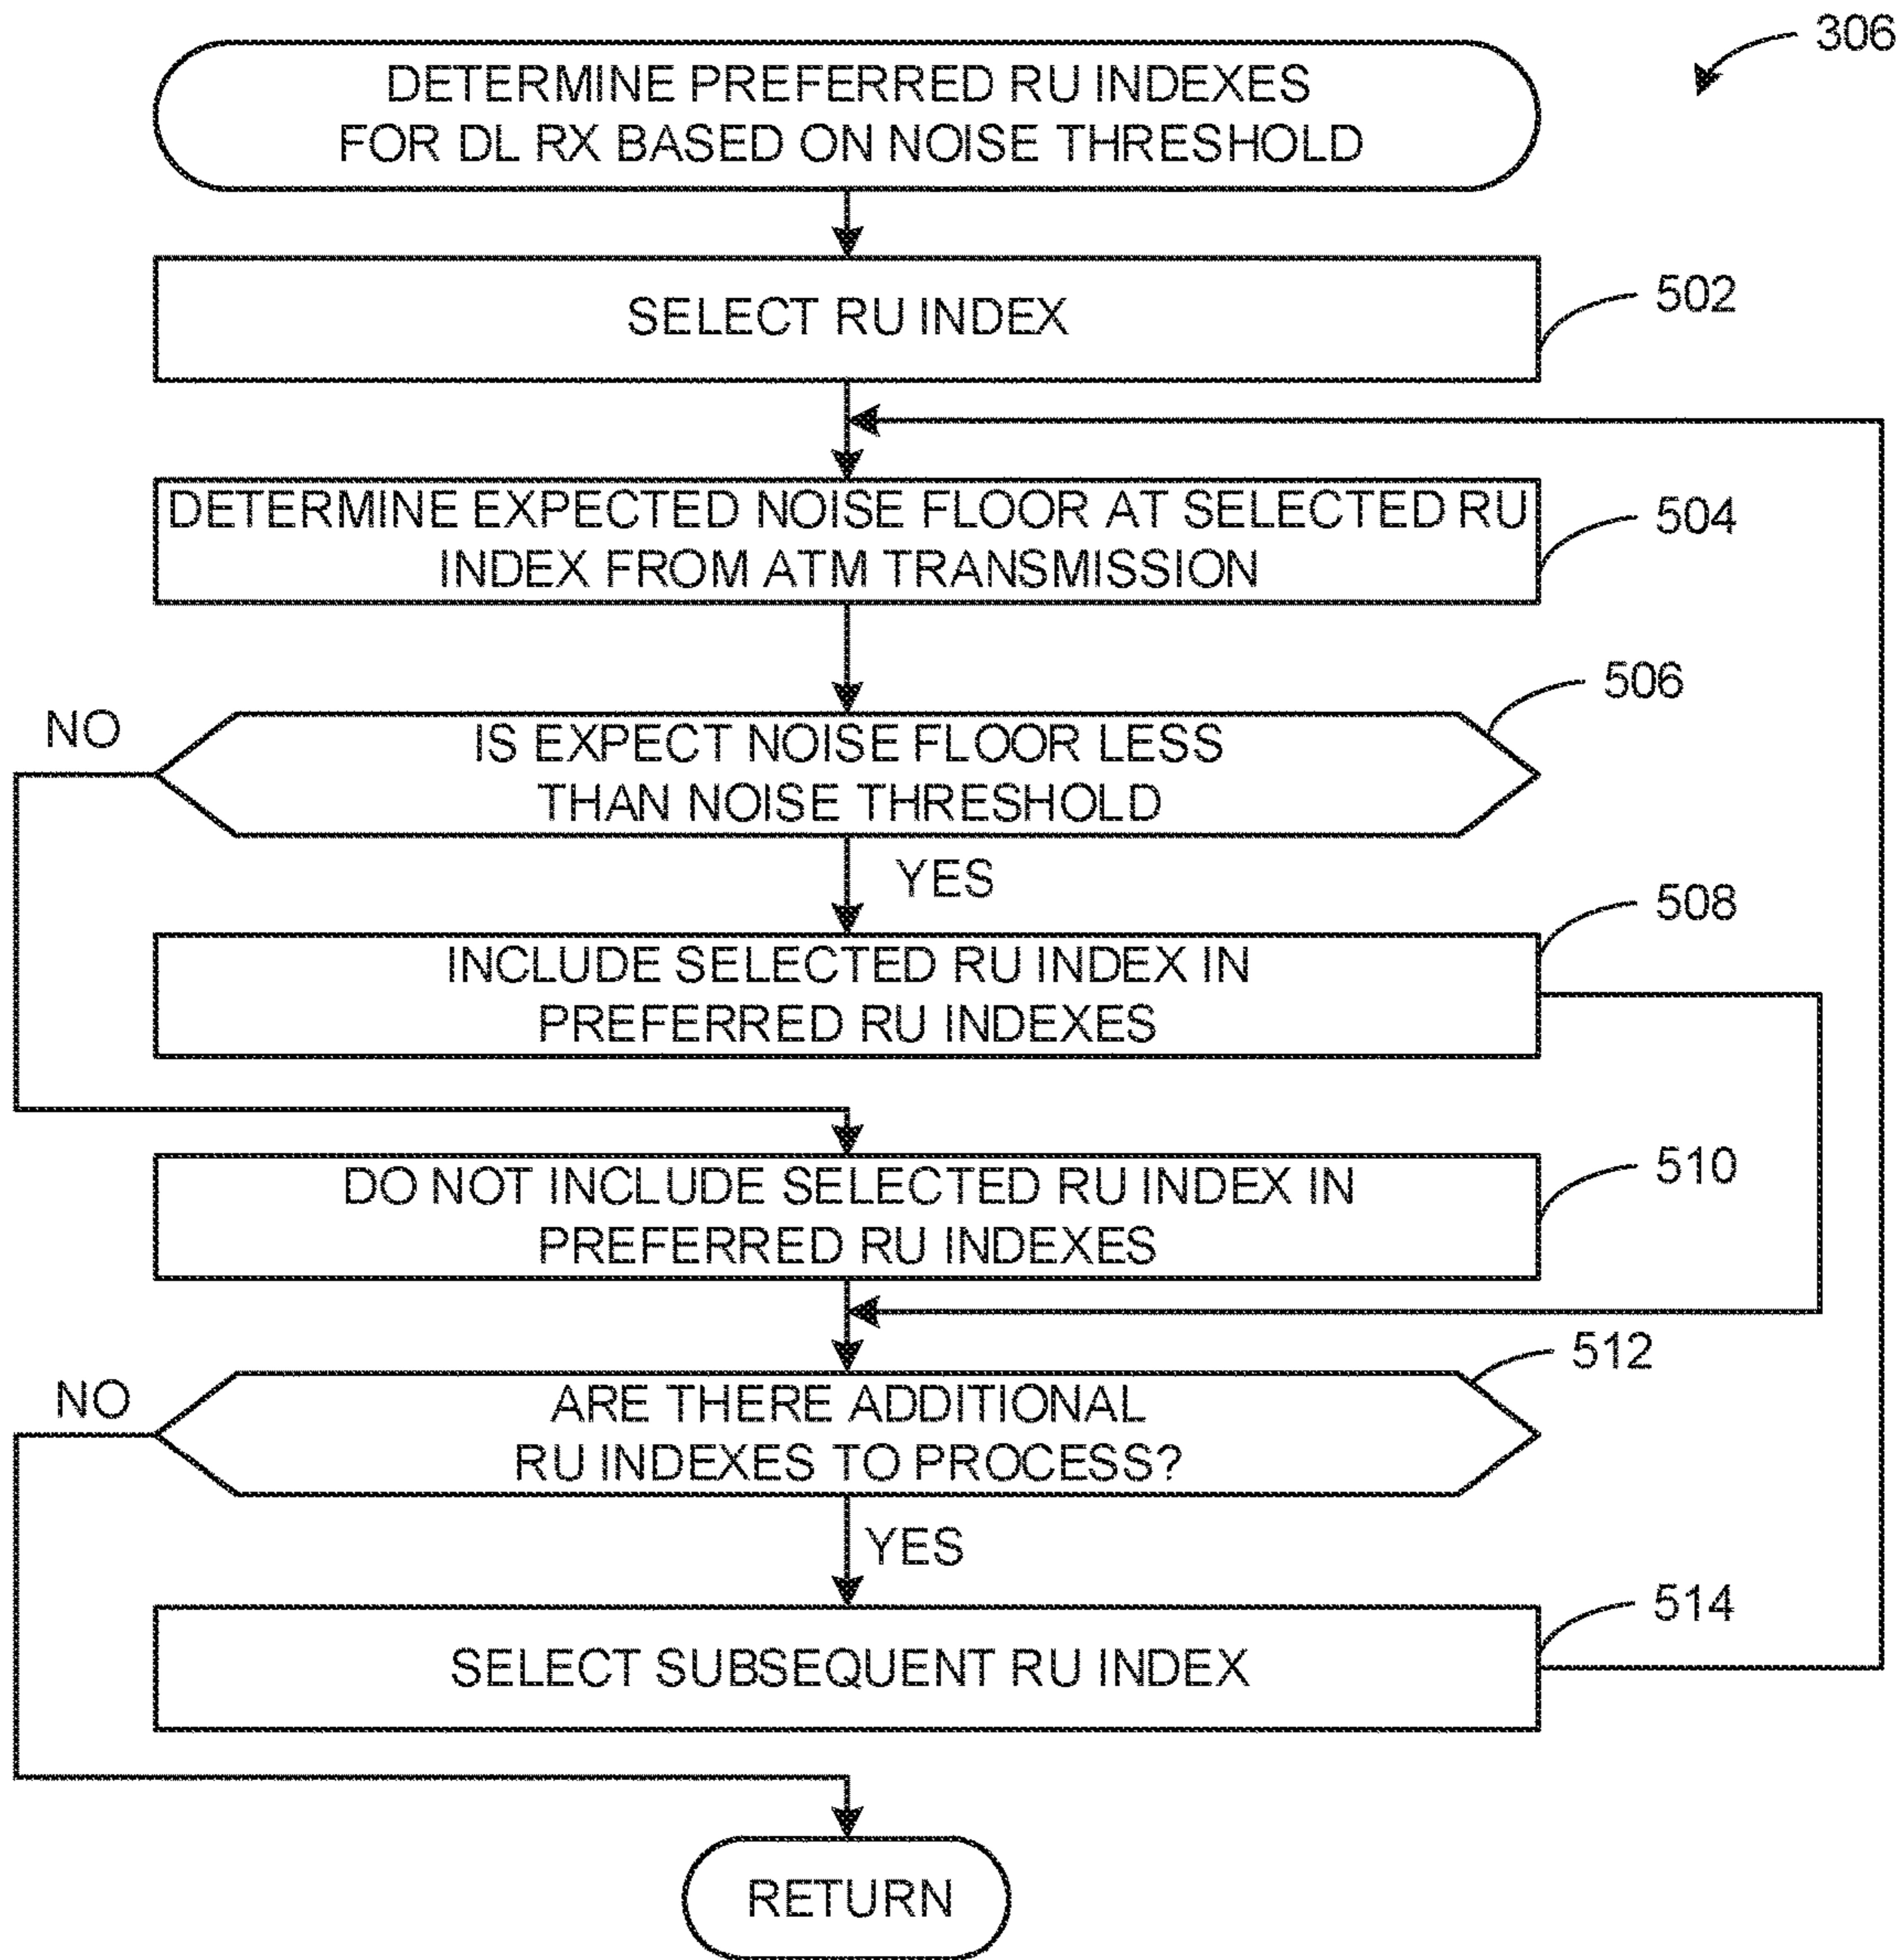 306
DETERMINE PREFERRED RU INDEXES
FOR DL RX BASED ON NOISE THRESHOLD
SELECT RU INDEX
502
DETERMINE EXPECTED NOISE FLOOR AT SELECTED RU
INDEX FROM ATM TRANSMISSION
504
506
NO
IS EXPECT NOISE FLOOR LESS
THAN NOISE THRESHOLD
YES
508
INCLUDE SELECTED RU INDEX IN
PREFERRED RU INDEXES
DO NOT INCLUDE SELECTED RU INDEX IN
PREFERRED RU INDEXES
510
512
NO
ARE THERE ADDITIONAL
RU INDEXES TO PROCESS?
YES
514
SELECT SUBSEQUENT RU INDEX
RETURN